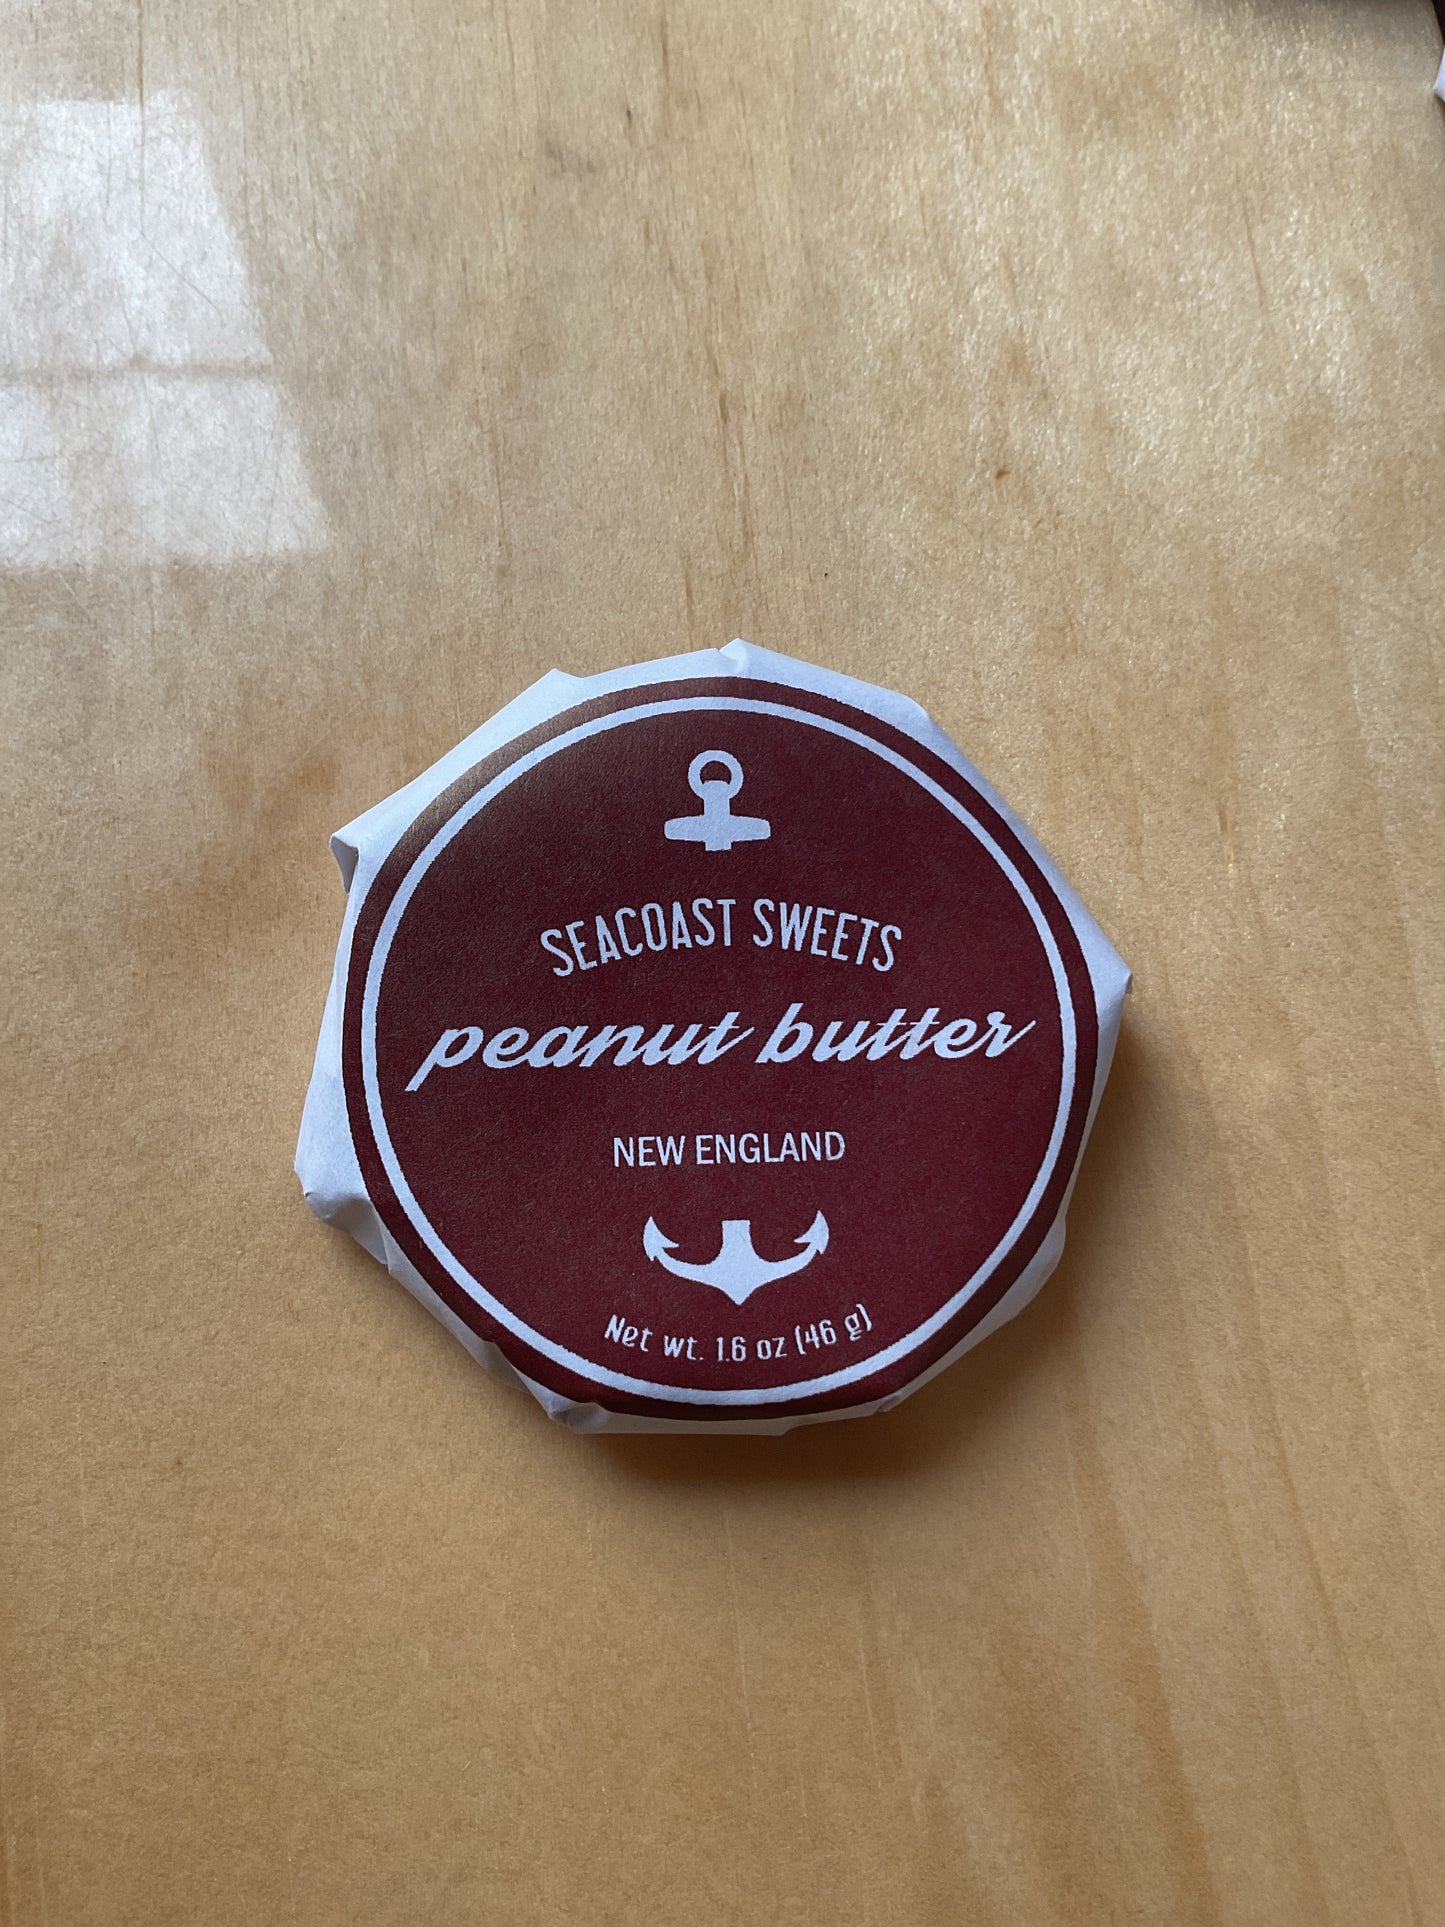 SEACOAST SWEETS
peanut butter
NEW ENGLAND
Net wt. 1.6 oz (46 g)